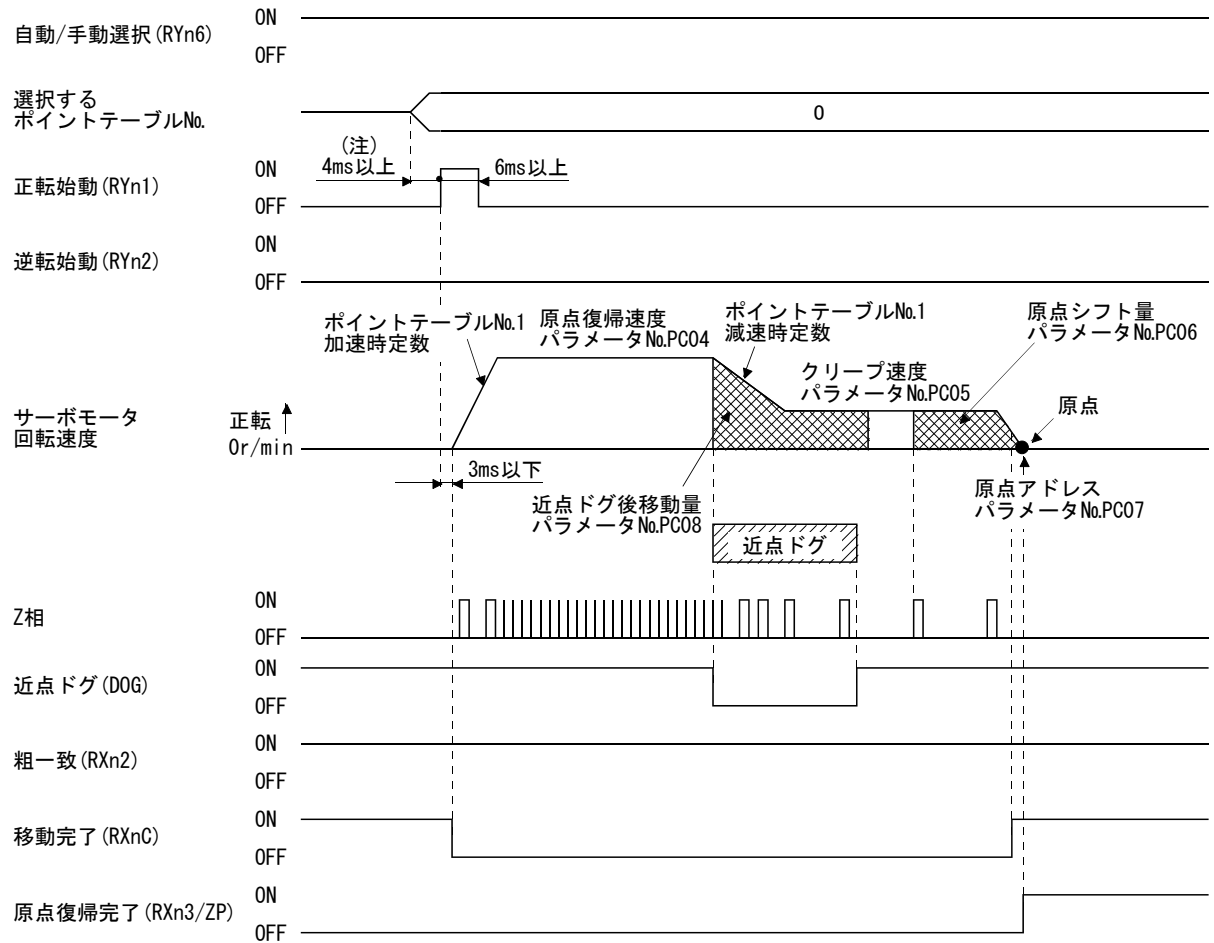 自動/手動選択(RYn6)
ON
OFF
選択する
ポイントテーブルNo.
0
正転始動(RYn1)
ON
OFF
(注)
4ms以上
6ms以上
逆転始動(RYn2)
ON
OFF
サーボモータ
回転速度
正転
0r/min
ポイントテーブルNo.1
加速時定数
原点復帰速度
パラメータNo.PC04
ポイントテーブルNo.1
減速時定数
クリープ速度
パラメータNo.PC05
原点シフト量
パラメータNo.PC06
原点
3ms以下
近点ドグ後移動量
パラメータNo.PC08
原点アドレス
パラメータNo.PC07
近点ドグ
Z相
ON
OFF
近点ドグ(DOG)
ON
OFF
粗一致(RXn2)
ON
OFF
移動完了(RXnC)
ON
OFF
原点復帰完了(RXn3/ZP)
ON
OFF